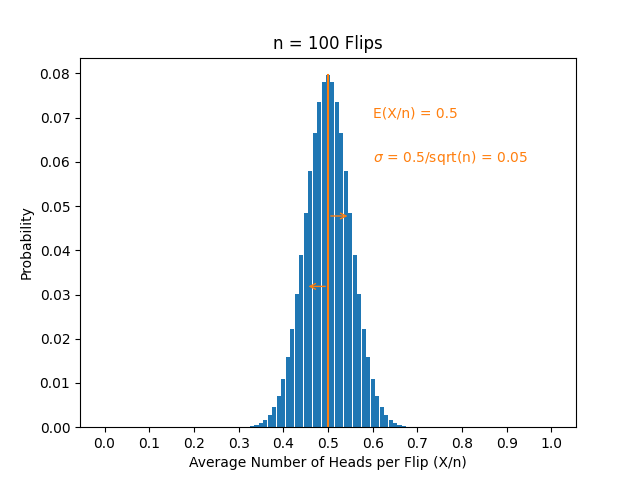 n = 100 Flips
E(X/n) = 0.5
σ = 0.5/sqrt(n) = 0.05
Probability
0.08
0.07
0.06
0.05
0.04
0.03
0.02
0.01
0.00
0.0 0.1 0.2 0.3 0.4 0.5 0.6 0.7 0.8 0.9 1.0
Average Number of Heads per Flip (X/n)